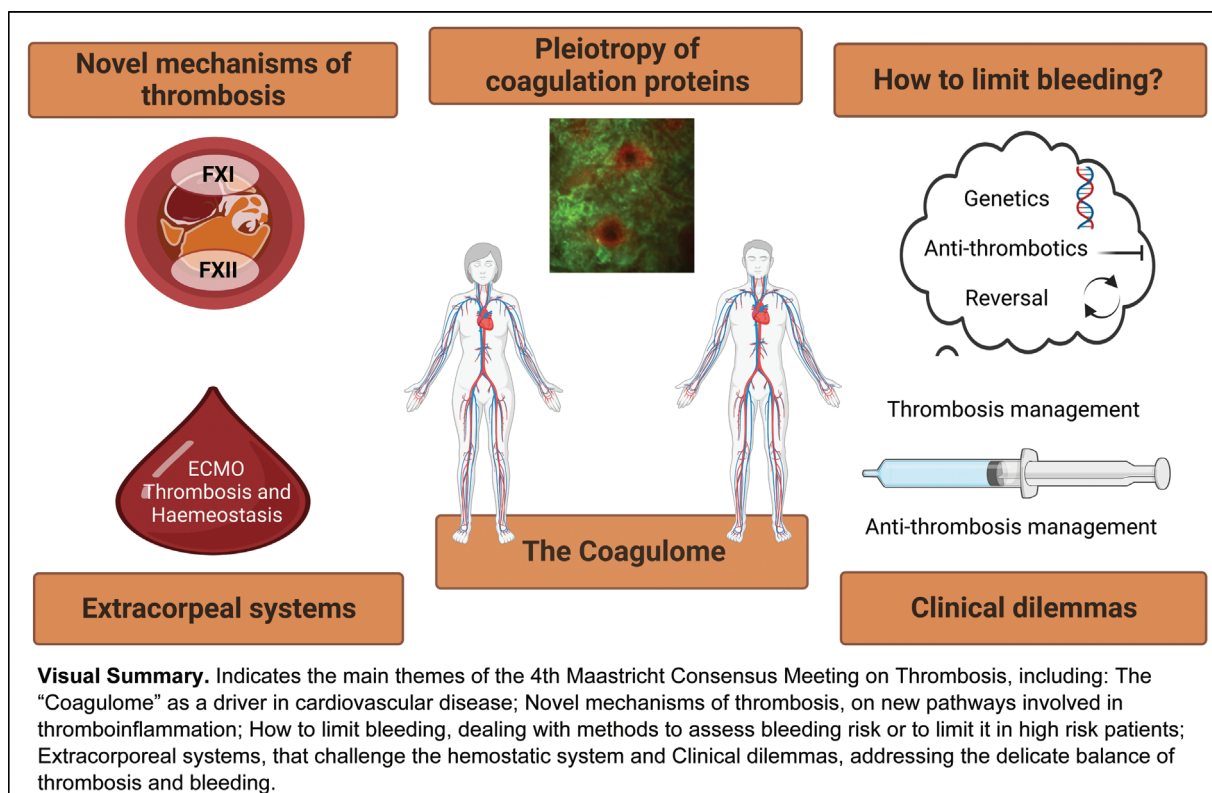 Novel mechanisms of
thrombosis
Pleiotropy of
coagulation proteins
How to limit bleeding?
FXI
FXII
Genetics
Anti-thrombotics
Reversal
Thrombosis management
Anti-thrombosis management
ECMO
Thrombosis and
Haemeostasis
The Coagulome
Extracorpeal systems
Clinical dilemmas
Visual Summary. Indicates the main themes of the 4th Maastricht Consensus Meeting on Thrombosis, including: The
“Coagulome” as a driver in cardiovascular disease; Novel mechanisms of thrombosis, on new pathways involved in
thromboinflammation; How to limit bleeding, dealing with methods to assess bleeding risk or to limit it in high risk patients;
Extracorporeal systems, that challenge the hemostatic system and Clinical dilemmas, addressing the delicate balance of
thrombosis and bleeding.